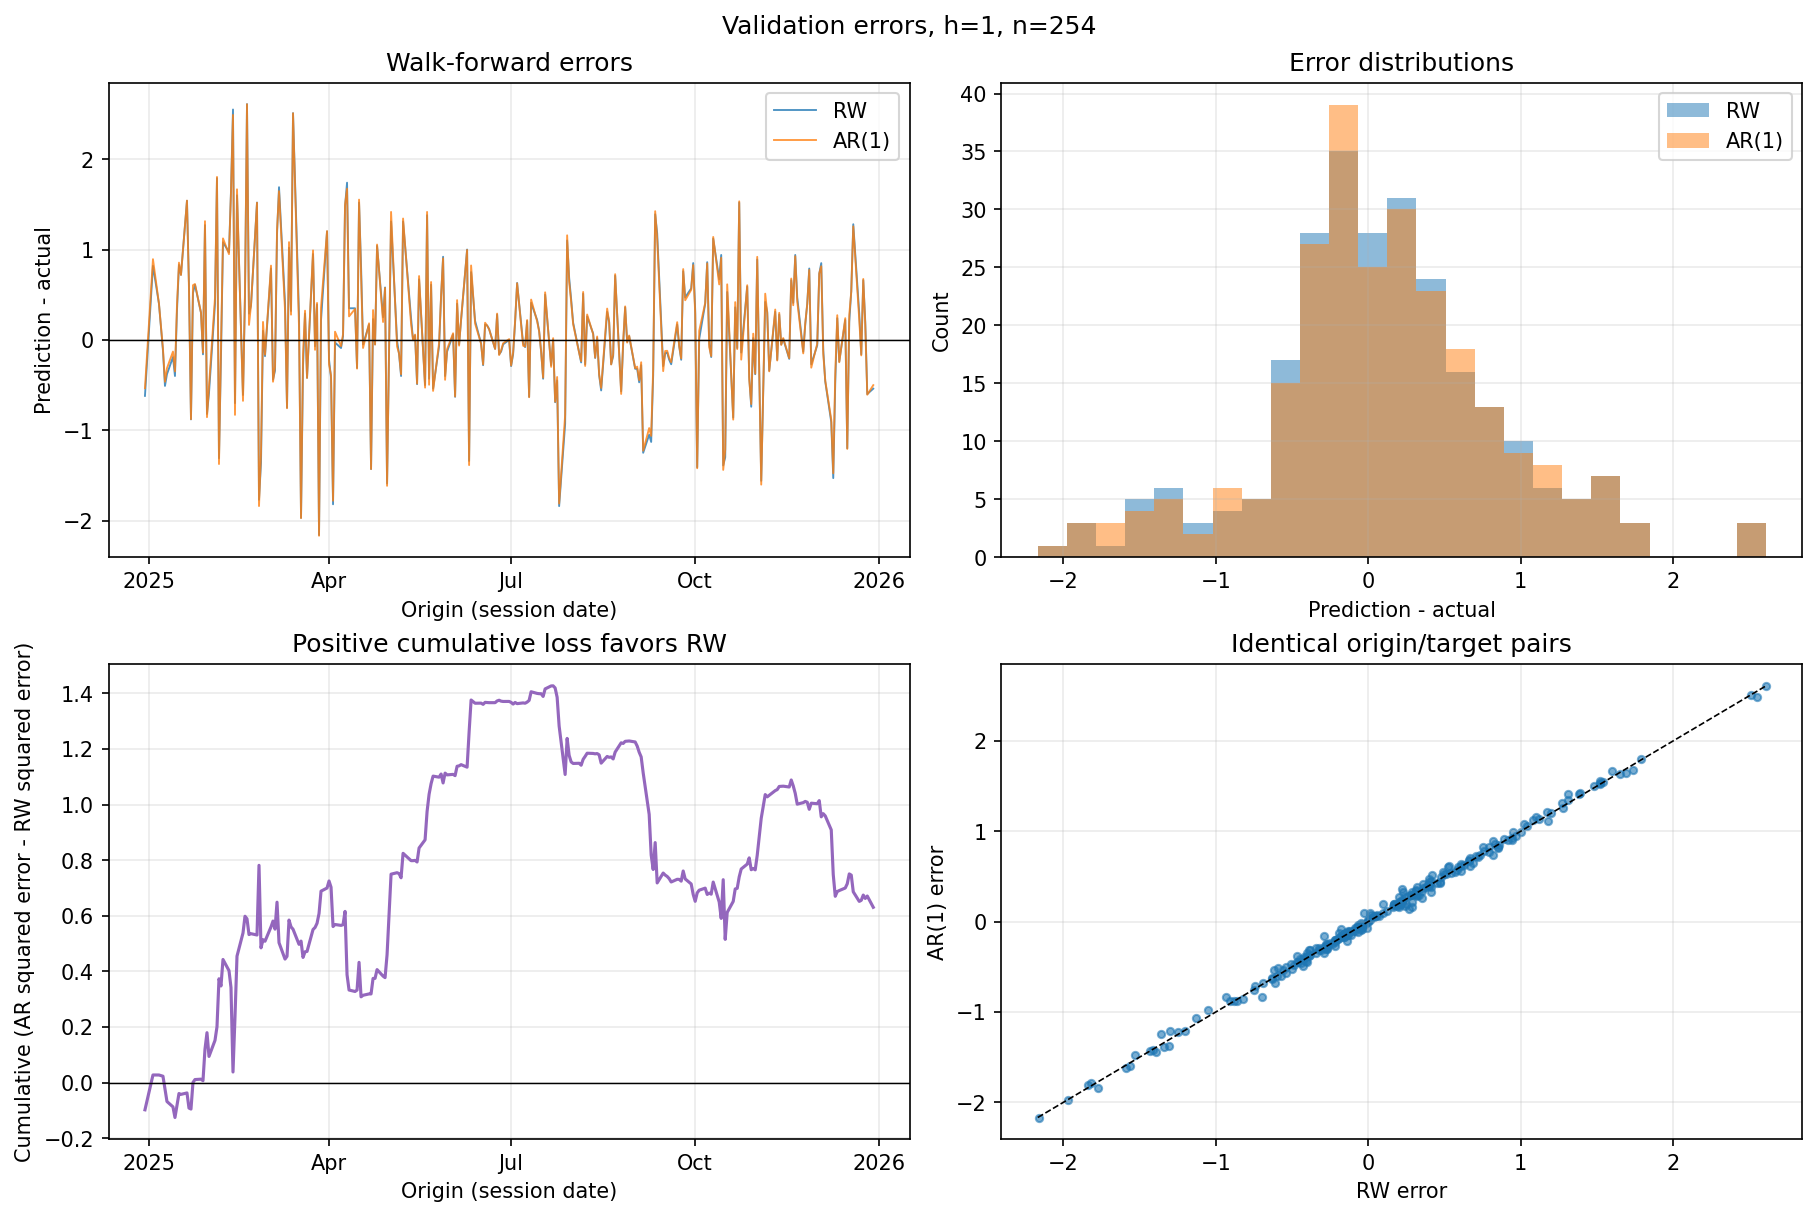 Validation errors, h=1, n=254
Walk-forward errors
RW
AR(1)
Prediction - actual
2
1
0
−1
−2
2025
Apr
Jul
Oct
2026
Origin (session date)
Error distributions
RW
AR(1)
Count
40
35
30
25
20
15
10
5
0
−2
−1
0
1
2
Prediction - actual
Positive cumulative loss favors RW
Cumulative (AR squared error - RW squared error)
1.4
1.2
1.0
0.8
0.6
0.4
0.2
0.0
−0.2
2025
Apr
Jul
Oct
2026
Origin (session date)
Identical origin/target pairs
AR(1) error
2
1
0
−1
−2
−2
−1
0
1
2
RW error